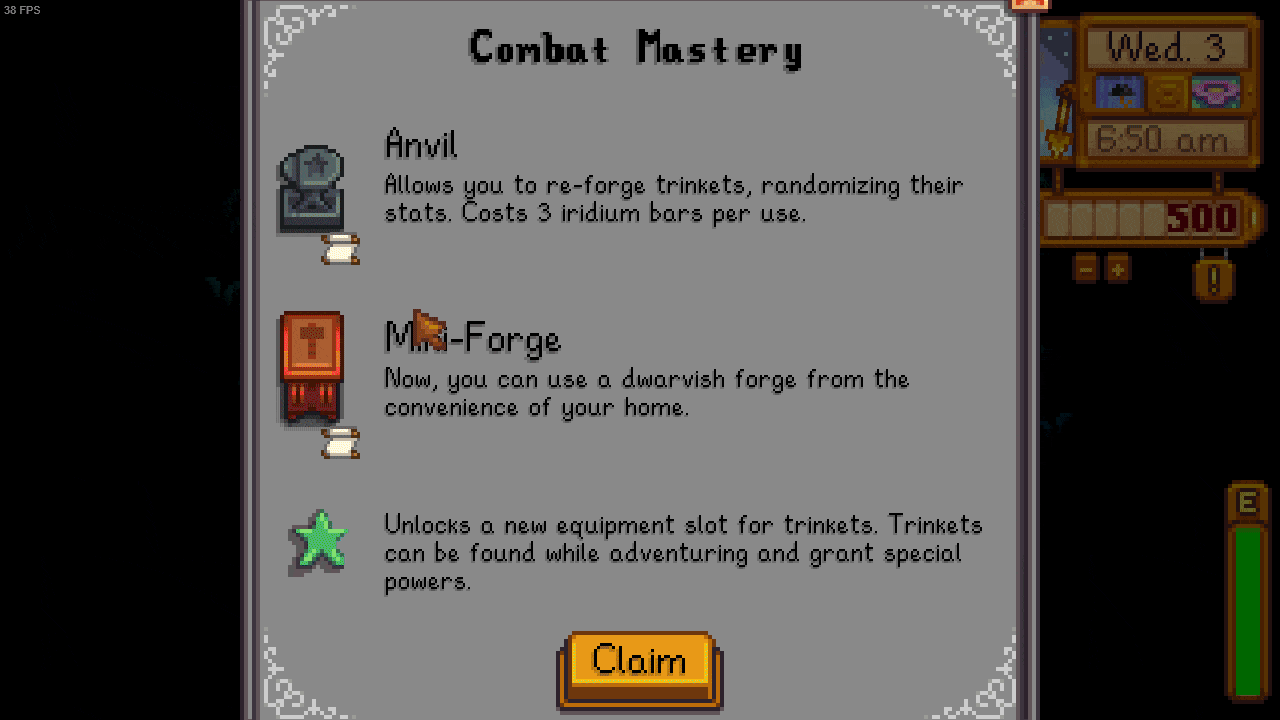 38 FPS
Combat Mastery
Wed. 3
6:50 am
500
Anvil
Allows you to re-forge trinkets, randomizing their
stats. Costs 3 iridium bars per use.
Mini-Forge
Now, you can use a dwarvish forge from the
convenience of your home.
Unlocks a new equipment slot for trinkets. Trinkets
can be found while adventuring and grant special
powers.
E
Claim